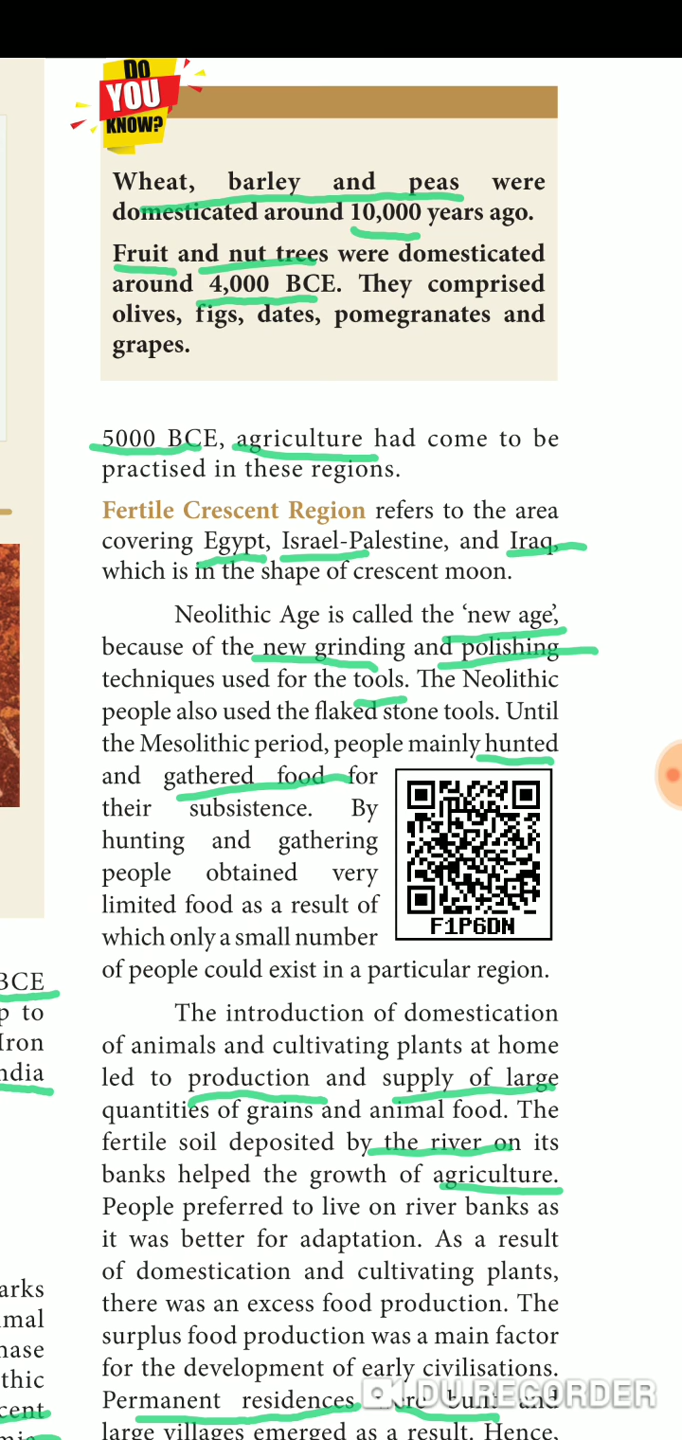 DO
YOU
KNOW?
Wheat, barley and peas were
domesticated around 10,000 years ago.
Fruit and nut trees were domesticated
around 4,000 BCE. They comprised
olives, figs, dates, pomegranates and
grapes.
5000 BCE, agriculture had come to be
practised in these regions.
Fertile Crescent Region refers to the area
covering Egypt, Israel-Palestine, and Iraq,
which is in the shape of crescent moon.
Neolithic Age is called the ‘new age’,
because of the new grinding and polishing
techniques used for the tools. The Neolithic
people also used the flaked stone tools. Until
the Mesolithic period, people mainly hunted
and gathered food for
their subsistence. By
hunting and gathering
people obtained very
limited food as a result of
which only a small number
F1P6DN
of people could exist in a particular region.
The introduction of domestication
of animals and cultivating plants at home
led to production and supply of large
quantities of grains and animal food. The
fertile soil deposited by the river on its
banks helped the growth of agriculture.
People preferred to live on river banks as
it was better for adaptation. As a result
of domestication and cultivating plants,
there was an excess food production. The
surplus food production was a main factor
for the development of early civilisations.
Permanent residences were built and
large villages emerged as a result. Hence,
BCE
p to
Iron
ndia
arks
imal
hase
thic
cent
DU RECORDER